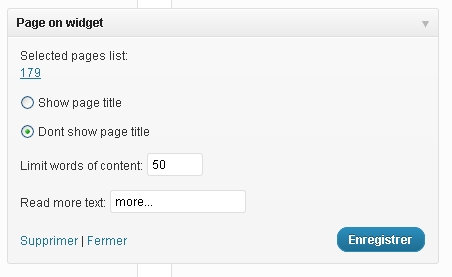 Page on widget
Selected pages list:
179
Show page title
Dont show page title
Limit words of content: 50
Read more text: more...
Supprimer | Fermer
Enregistrer